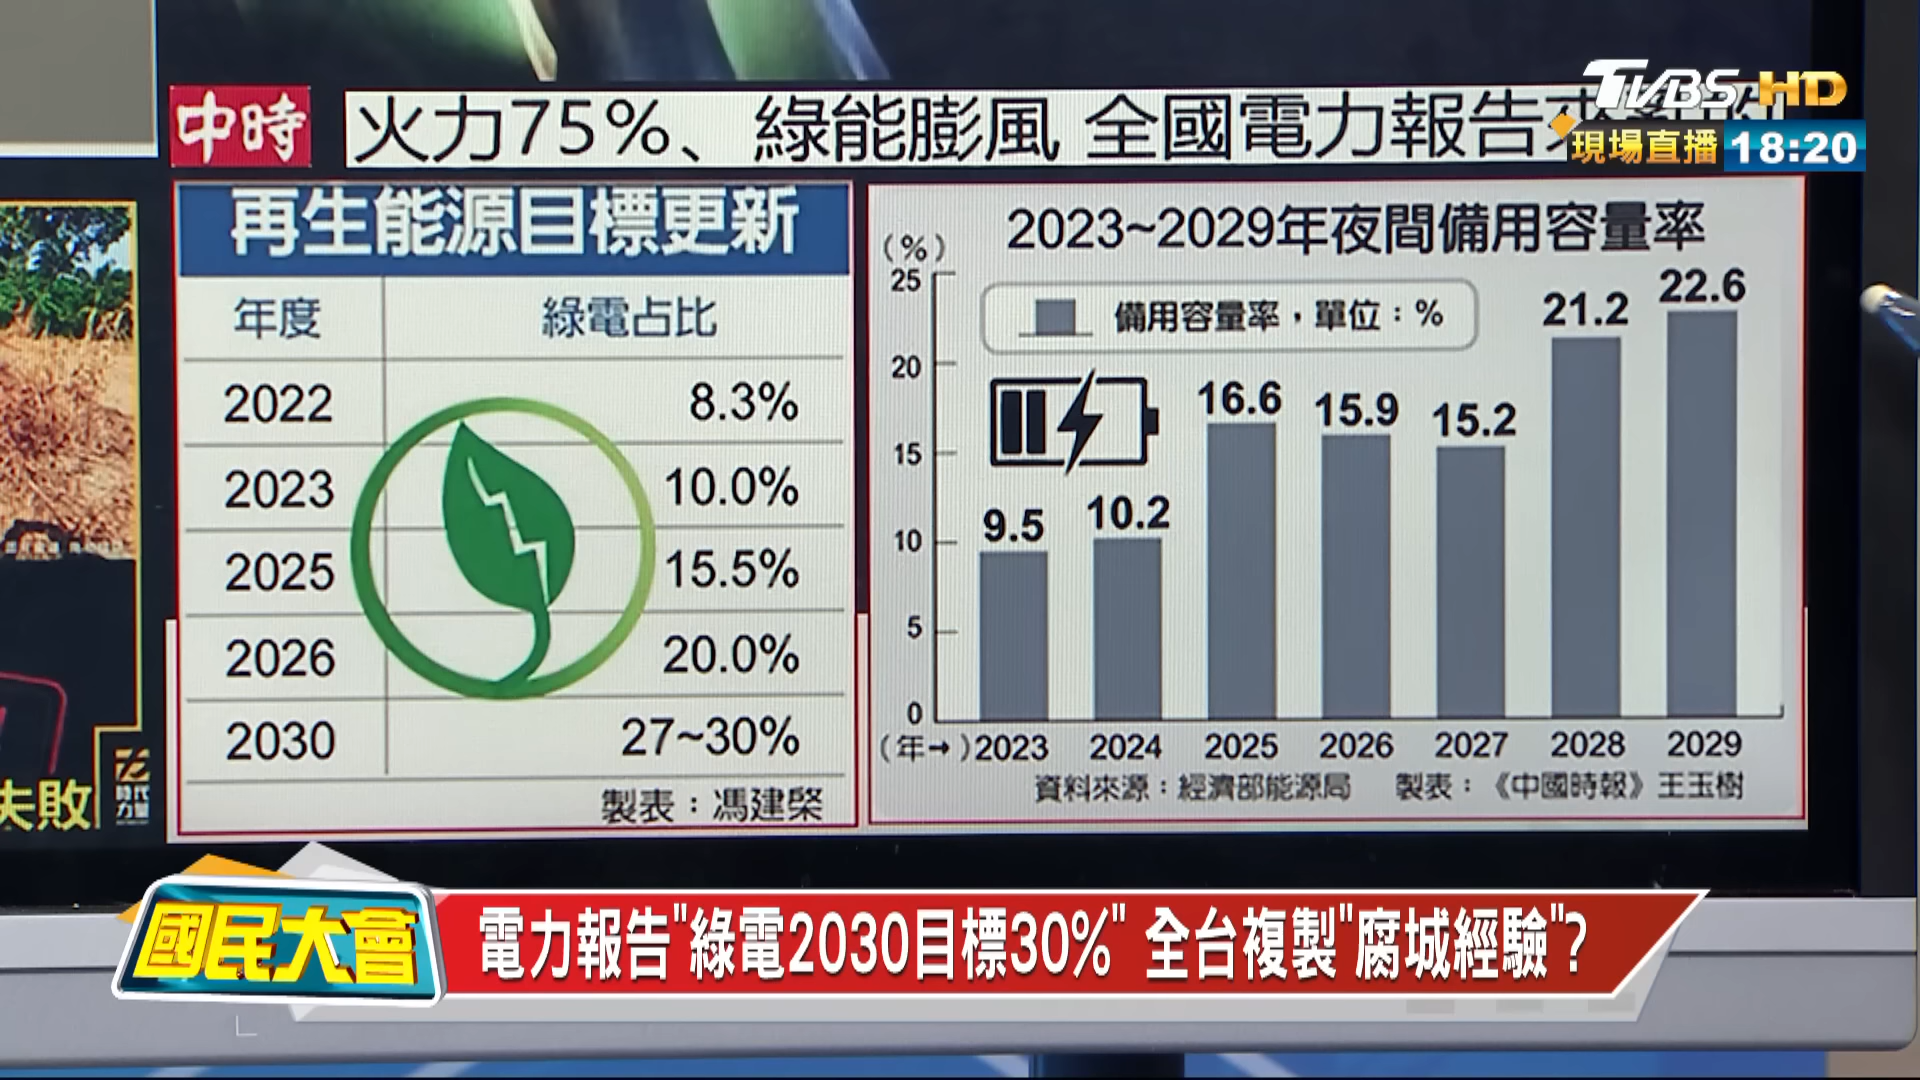 TVBS HD
現場直播 18:20
中時
火力75%、綠能膨風 全國電力報告
再生能源目標更新
年度 綠電占比
2022 8.3%
2023 10.0%
2025 15.5%
2026 20.0%
2030 27~30%
製表：馮建棨
2023~2029年夜間備用容量率
(%)
備用容量率，單位：%
25
20
15
10
5
0
9.5 10.2 16.6 15.9 15.2 21.2 22.6
(年→) 2023 2024 2025 2026 2027 2028 2029
資料來源：經濟部能源局 製表：《中國時報》王玉樹
失敗
時代力量
國民大會
電力報告"綠電2030目標30%" 全台複製"腐城經驗"?